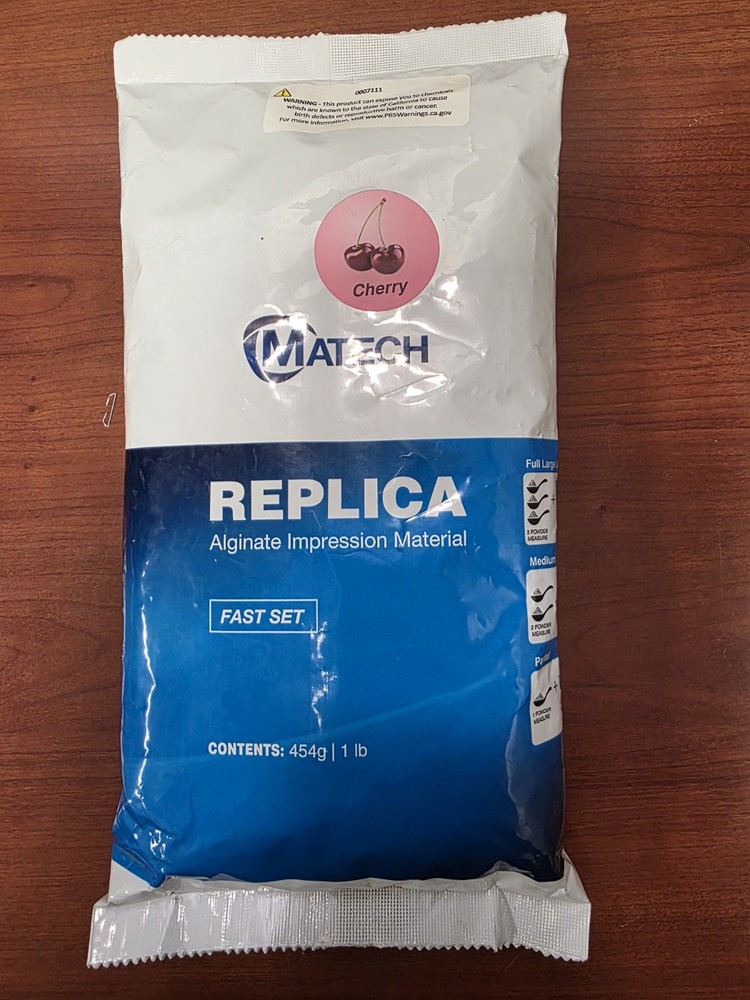 0007111
WARNING - This product can expose you to chemicals
which are known to the state of California to cause
birth defects or reproductive harm or cancer.
For more information, visit www.P65Warnings.ca.gov
Cherry
MATECH
REPLICA
Alginate Impression Material
FAST SET
CONTENTS: 454g | 1 lb
Full Large
+
3 POWDER
MEASURE
Medium
2 POWDER
MEASURE
+
1 POWDER
MEASURE